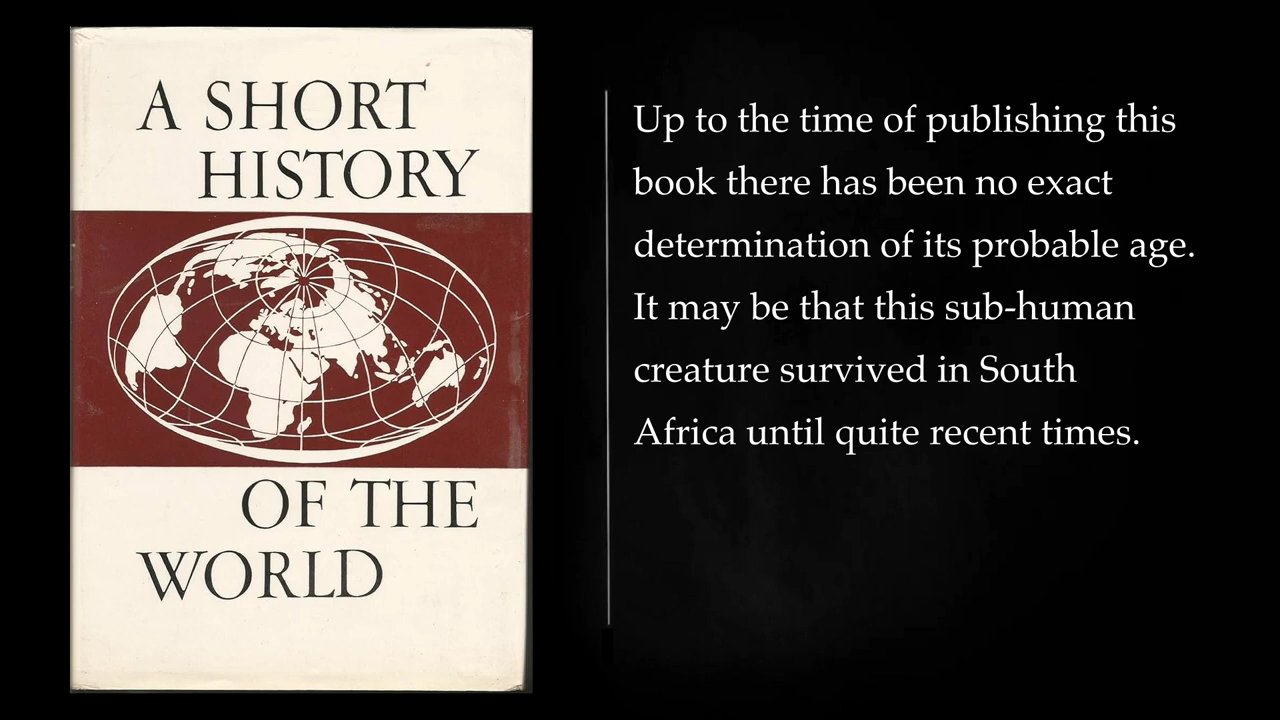 A SHORT
HISTORY
OF THE
WORLD
Up to the time of publishing this
book there has been no exact
determination of its probable age.
It may be that this sub-human
creature survived in South
Africa until quite recent times.